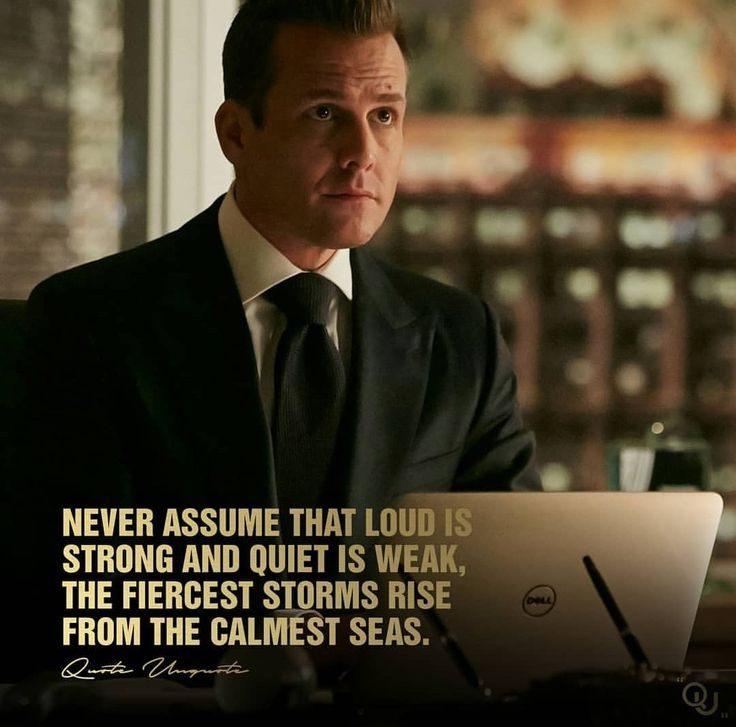 NEVER ASSUME THAT LOUD IS
STRONG AND QUIET IS WEAK,
THE FIERCEST STORMS RISE
FROM THE CALMEST SEAS.
Quote Unquote
DELL
"QU"